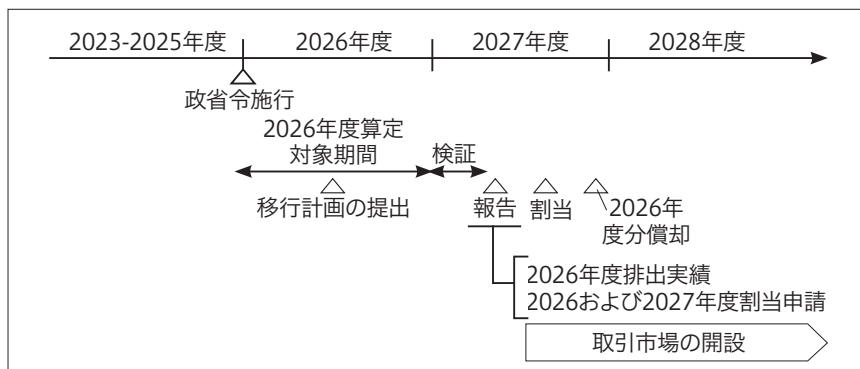 2023-2025年度
2026年度
2027年度
2028年度
政省令施行
2026年度算定
対象期間
検証
移行計画の提出
報告
割当
2026年
度分償却
2026年度排出実績
2026および2027年度割当申請
取引市場の開設